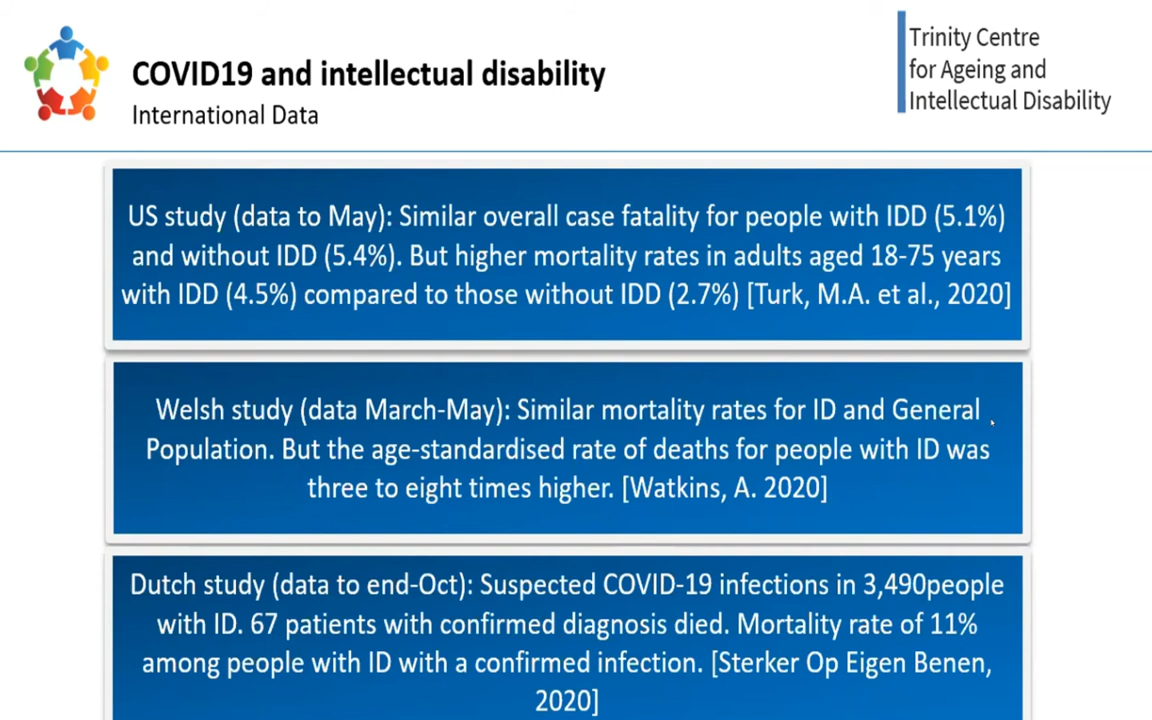 COVID19 and intellectual disability
International Data
Trinity Centre
for Ageing and
Intellectual Disability
US study (data to May): Similar overall case fatality for people with IDD (5.1%)
and without IDD (5.4%). But higher mortality rates in adults aged 18-75 years
with IDD (4.5%) compared to those without IDD (2.7%) [Turk, M.A. et al., 2020]
Welsh study (data March-May): Similar mortality rates for ID and General
Population. But the age-standardised rate of deaths for people with ID was
three to eight times higher. [Watkins, A. 2020]
Dutch study (data to end-Oct): Suspected COVID-19 infections in 3,490people
with ID. 67 patients with confirmed diagnosis died. Mortality rate of 11%
among people with ID with a confirmed infection. [Sterker Op Eigen Benen,
2020]